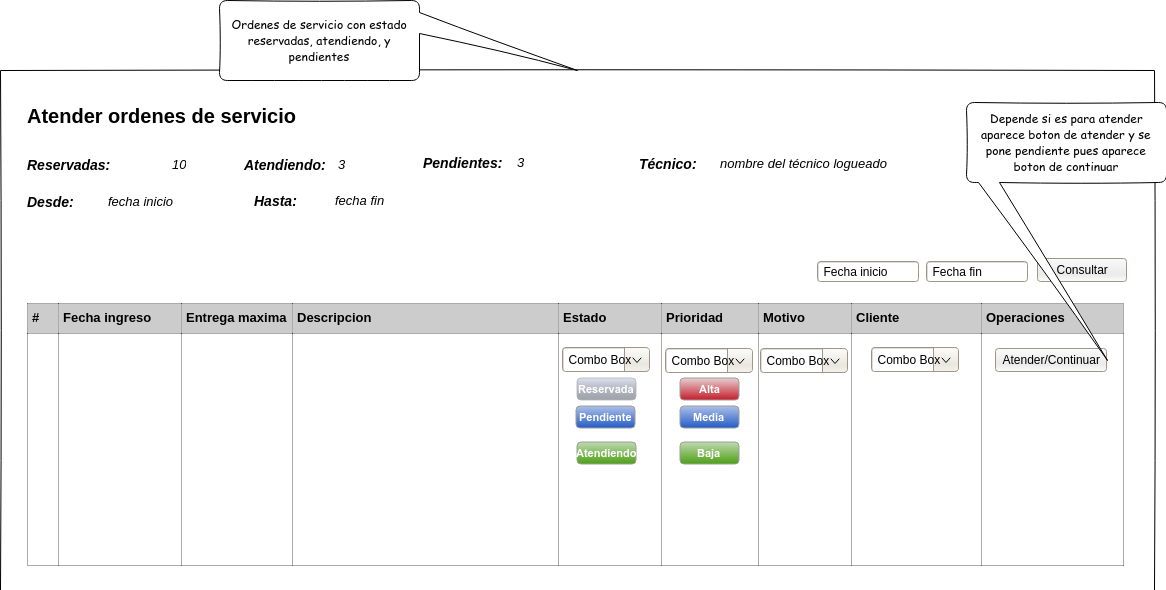 Ordenes de servicio con estado
reservadas, atendiendo, y
pendientes
Atender ordenes de servicio
Depende si es para atender
aparece boton de atender y se
pone pendiente pues aparece
boton de continuar
Reservadas: 10 Atendiendo: 3 Pendientes: 3 Técnico: nombre del técnico logueado
Desde: fecha inicio Hasta: fecha fin
Fecha inicio Fecha fin Consultar
# Fecha ingreso Entrega maxima Descripcion Estado Prioridad Motivo Cliente Operaciones
Combo Box Combo Box Combo Box Combo Box Atender/Continuar
Reservada Alta
Pendiente Media
Atendiendo Baja